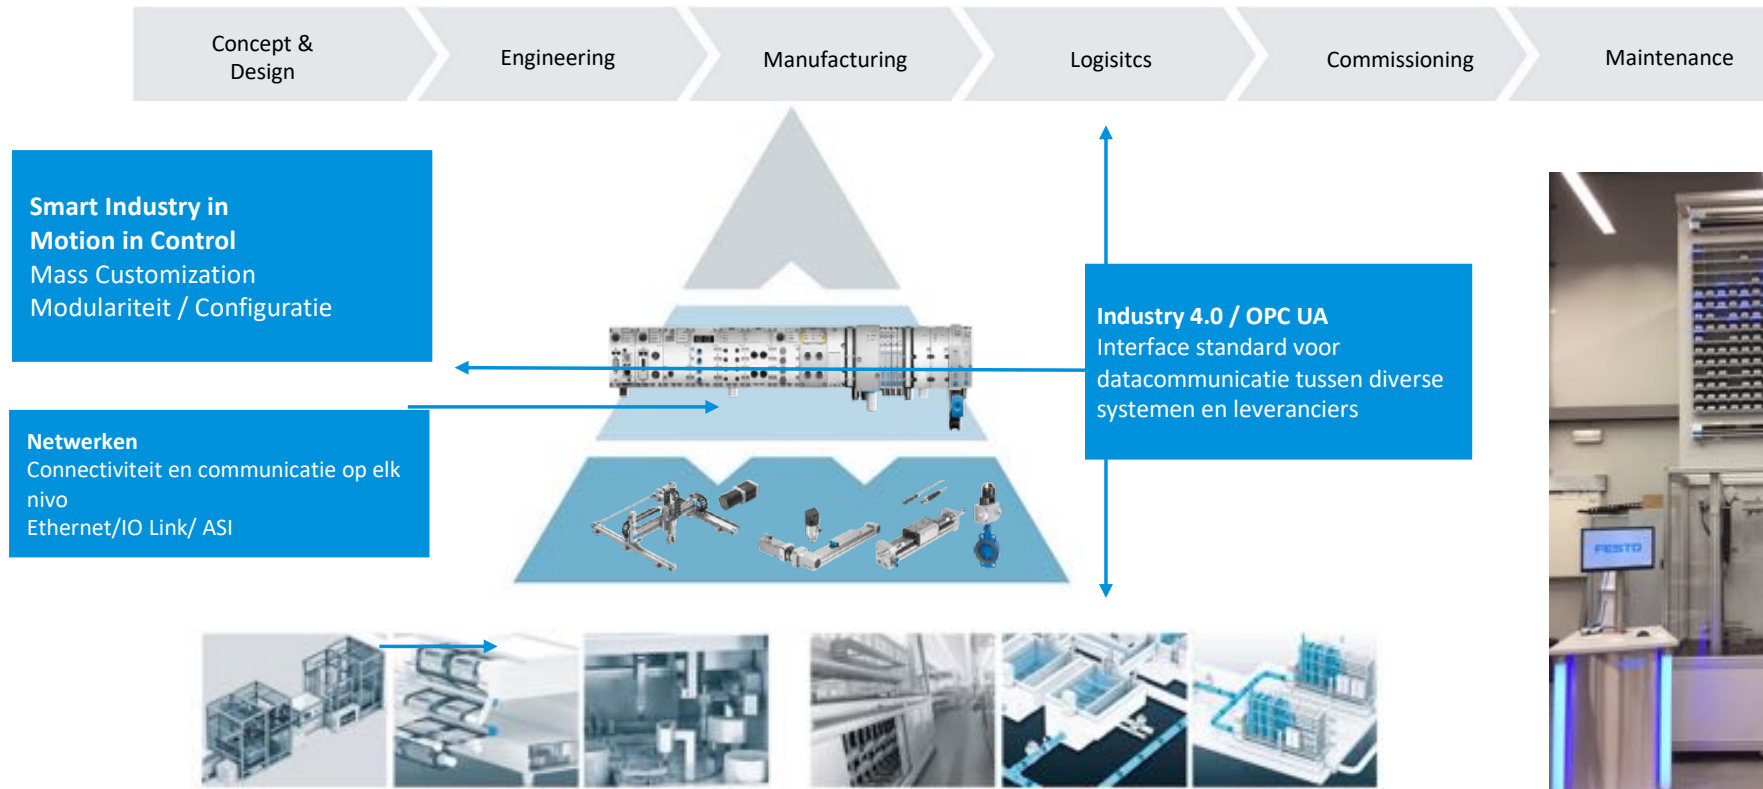 Concept &
Design
Engineering
Manufacturing
Logisitcs
Commissioning
Maintenance
Smart Industry in
Motion in Control
Mass Customization
Modulariteit / Configuratie
Industry 4.0 / OPC UA
Interface standard voor
datacommunicatie tussen diverse
systemen en leveranciers
Netwerken
Connectiviteit en communicatie op elk
nivo
Ethernet/IO Link/ ASI
FESTO